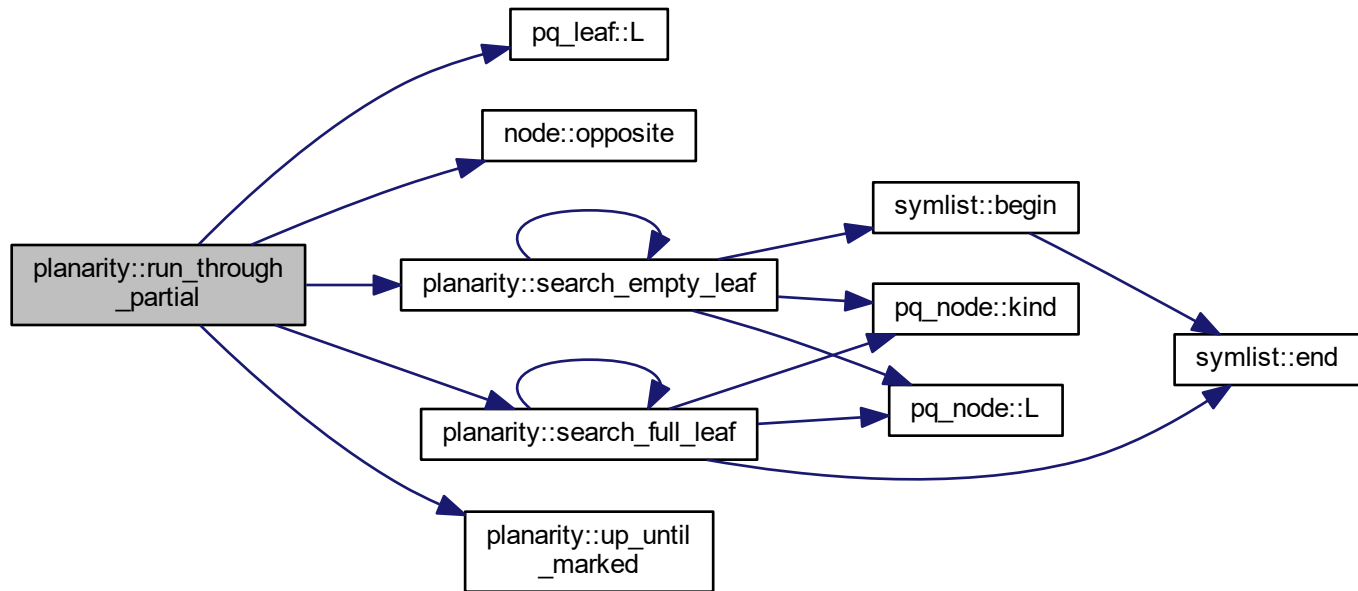 pq_leaf::L
node::opposite
symlist::begin
planarity::run_through
_partial
planarity::search_empty_leaf
pq_node::kind
symlist::end
pq_node::L
planarity::search_full_leaf
planarity::up_until
_marked